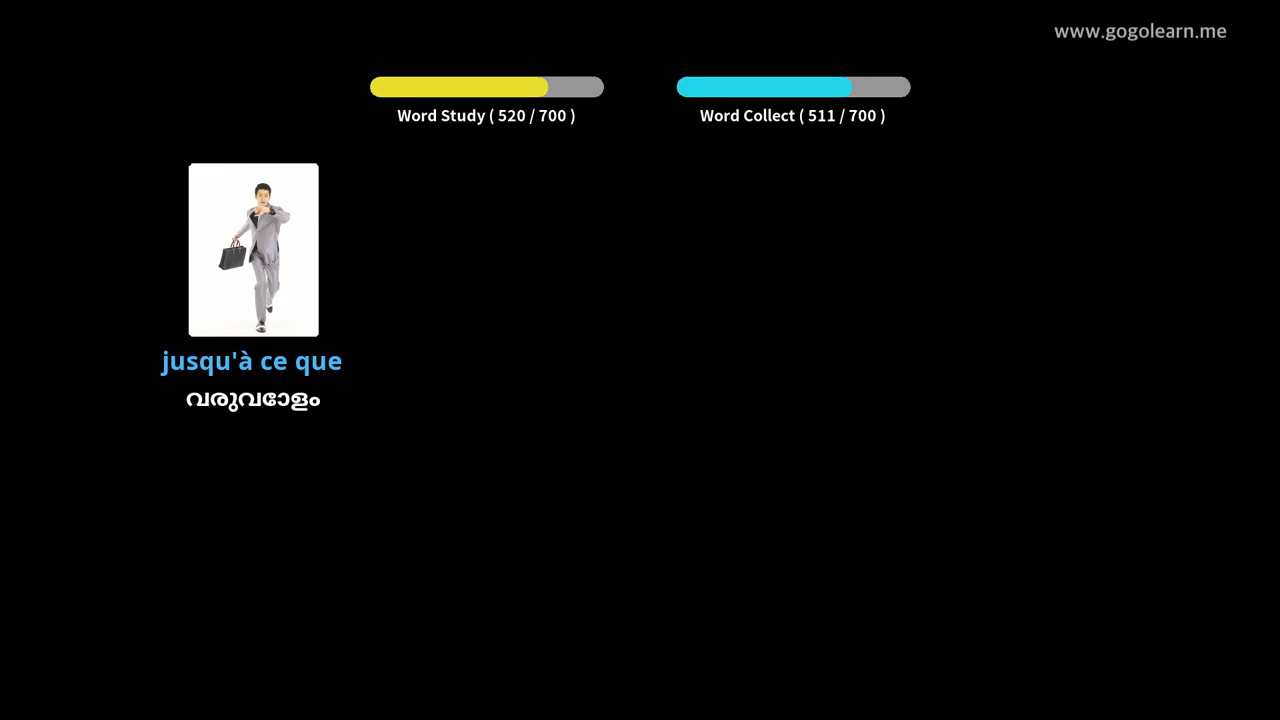 www.gogolearn.me
Word Study ( 520 / 700 )
Word Collect ( 511 / 700 )
jusqu'à ce que
വരുവോളം